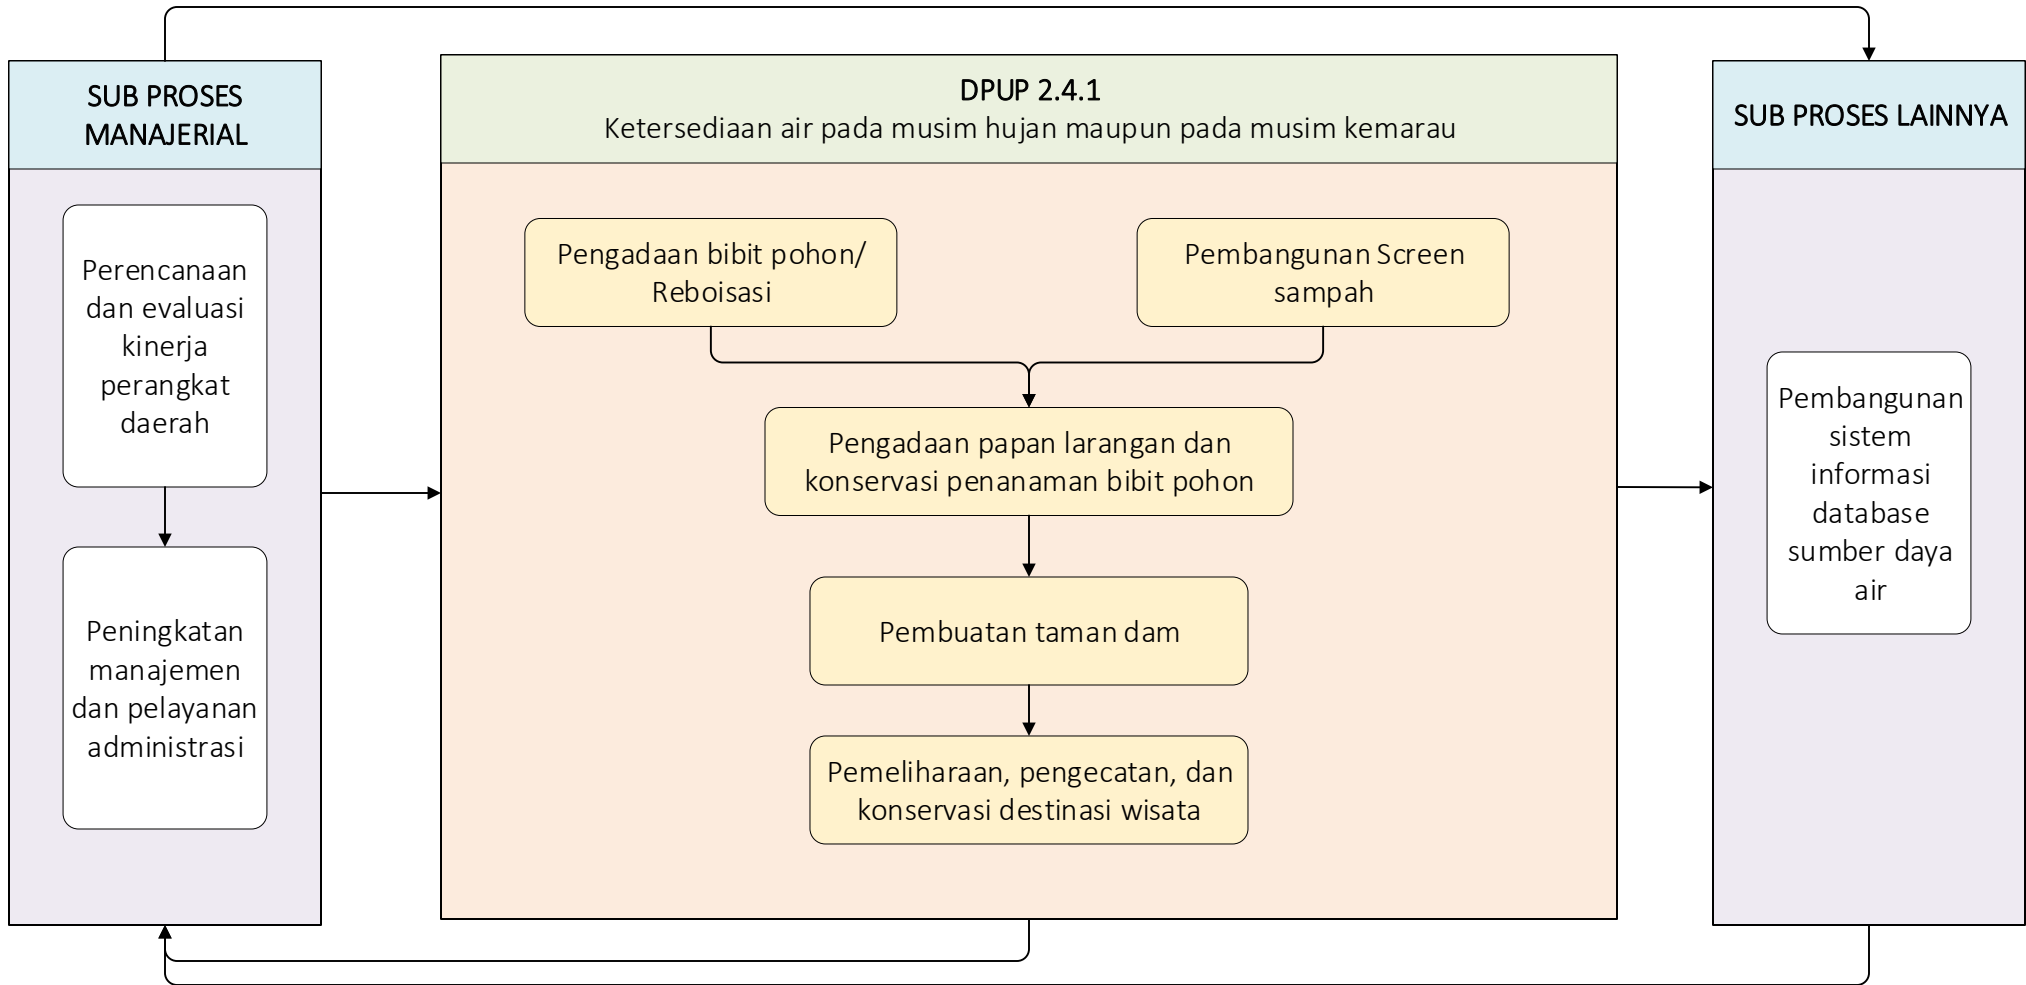 SUB PROSES
MANAJERIAL
Perencanaan
dan evaluasi
kinerja
perangkat
daerah
Peningkatan
manajemen
dan pelayanan
administrasi
DPUP 2.4.1
Ketersediaan air pada musim hujan maupun pada musim kemarau
Pengadaan bibit pohon/
Reboisasi
Pembangunan Screen
sampah
Pengadaan papan larangan dan
konservasi penanaman bibit pohon
Pembuatan taman dam
Pemeliharaan, pengecatan, dan
konservasi destinasi wisata
SUB PROSES LAINNYA
Pembangunan
sistem
informasi
database
sumber daya
air